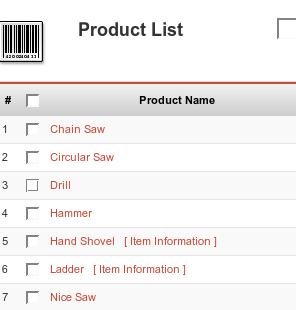 Product List
# Product Name
1 Chain Saw
2 Circular Saw
3 Drill
4 Hammer
5 Hand Shovel [ Item Information ]
6 Ladder [ Item Information ]
7 Nice Saw